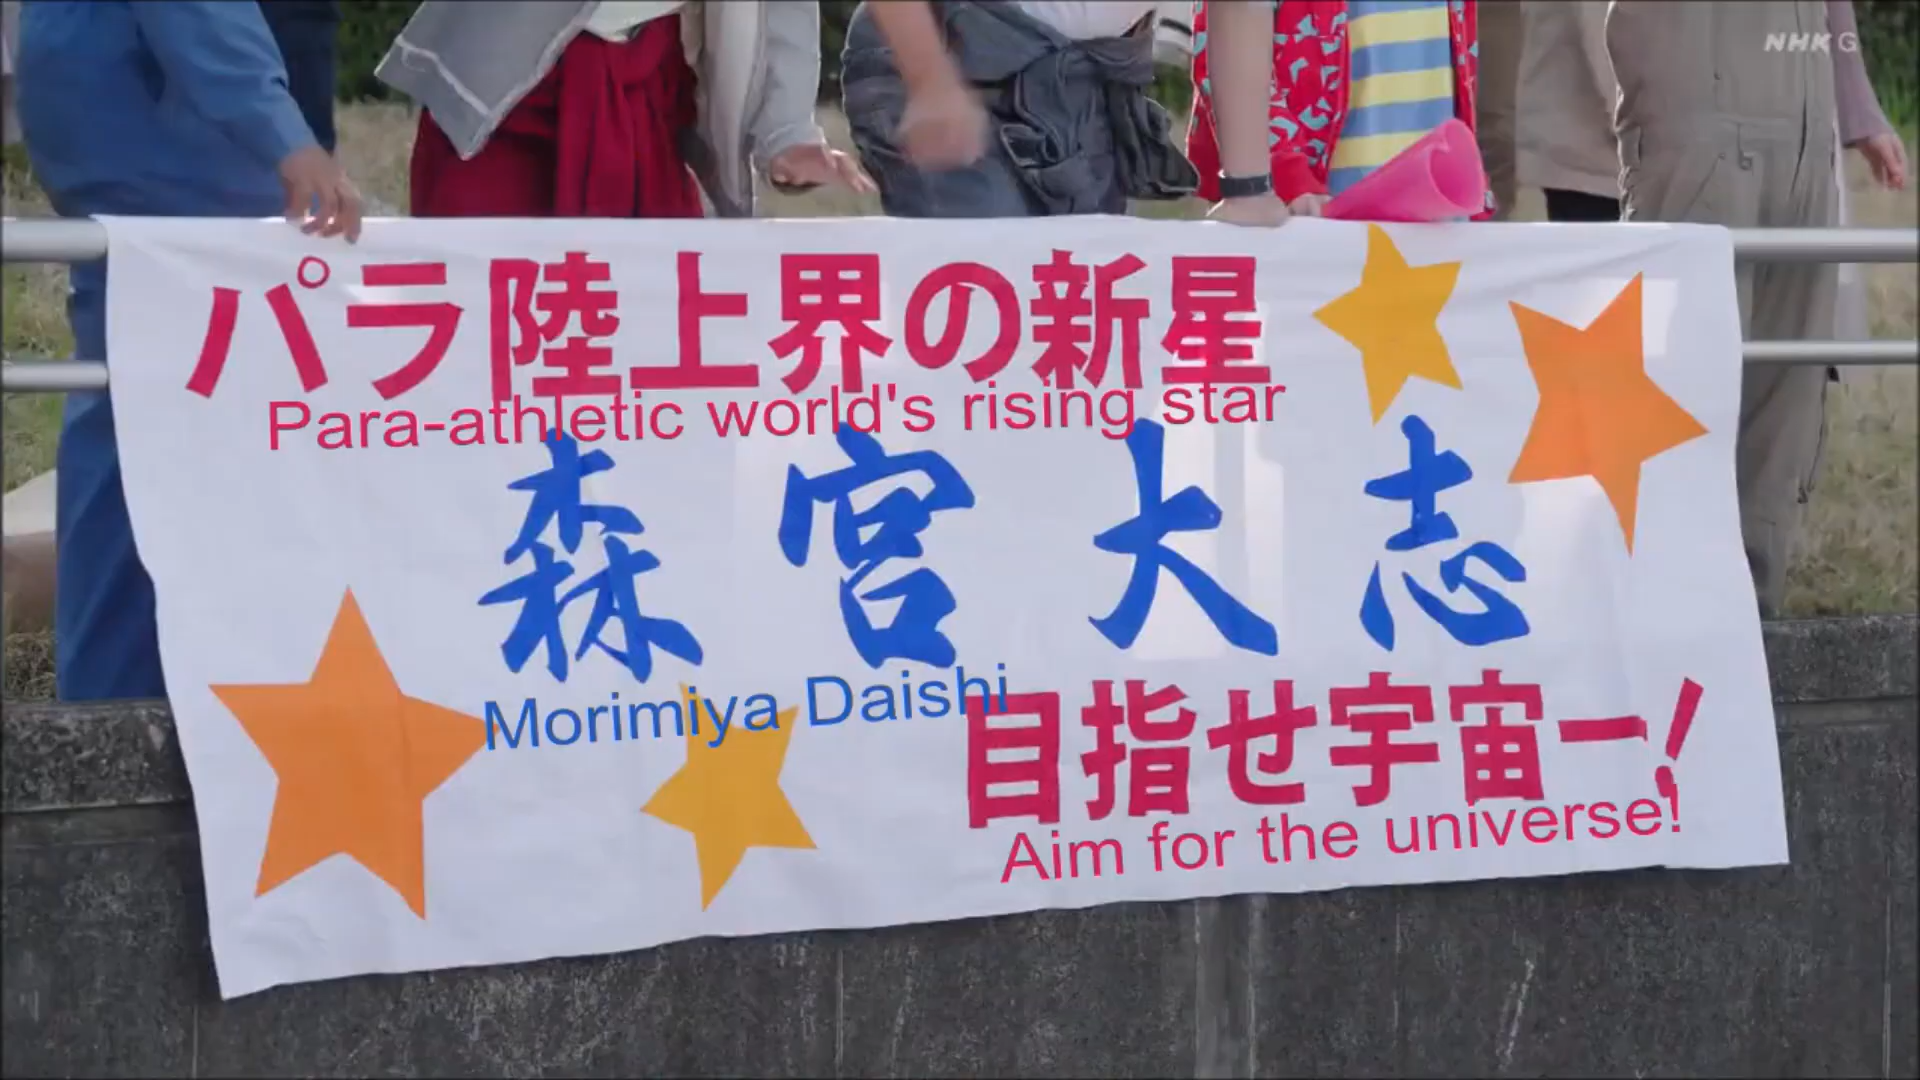 NHK G
パラ陸上界の新星
Para-athletic world's rising star
森宮大志
Morimiya Daishi
目指せ宇宙一!
Aim for the universe!